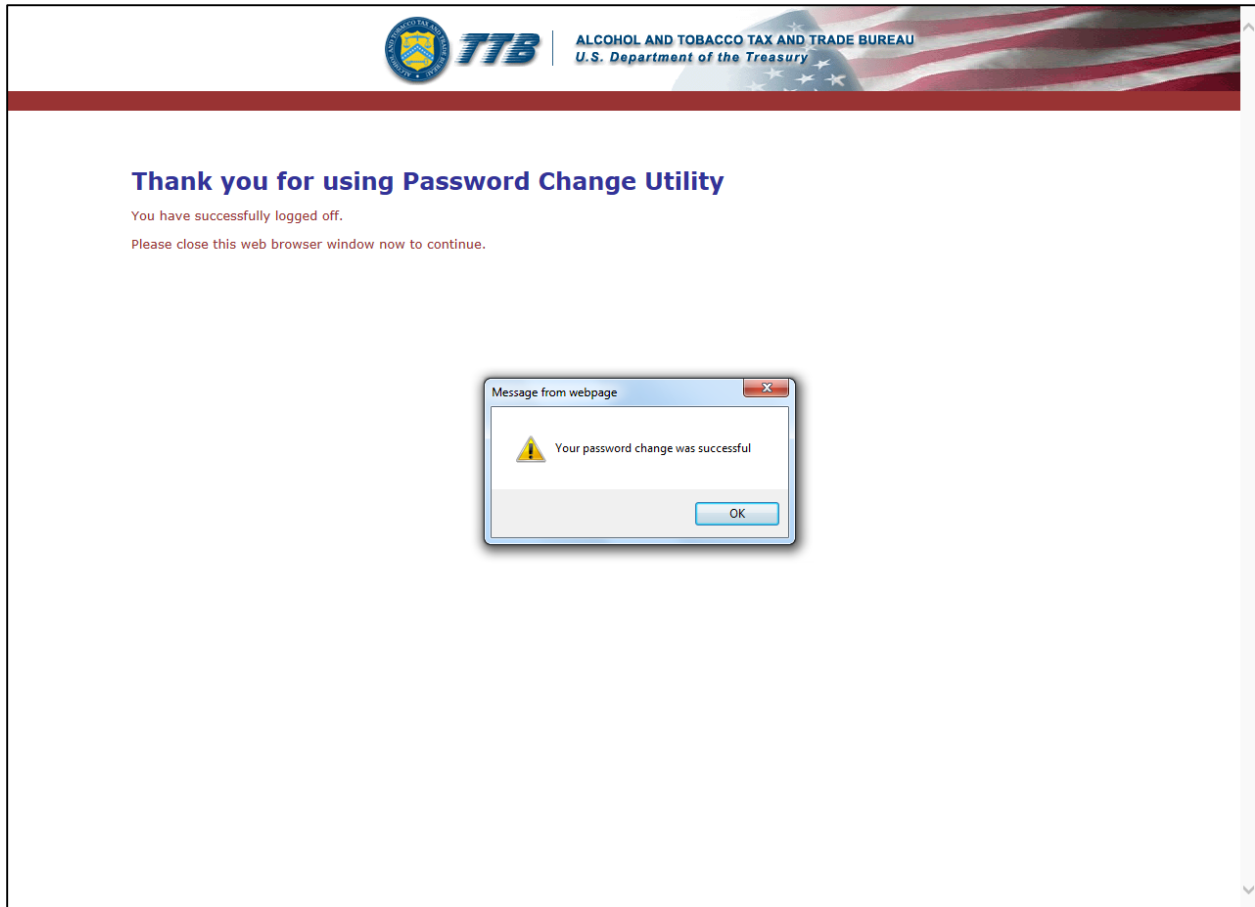 TTB
ALCOHOL AND TOBACCO TAX AND TRADE BUREAU
U.S. Department of the Treasury
Thank you for using Password Change Utility
You have successfully logged off.
Please close this web browser window now to continue.
Message from webpage
Your password change was successful
OK